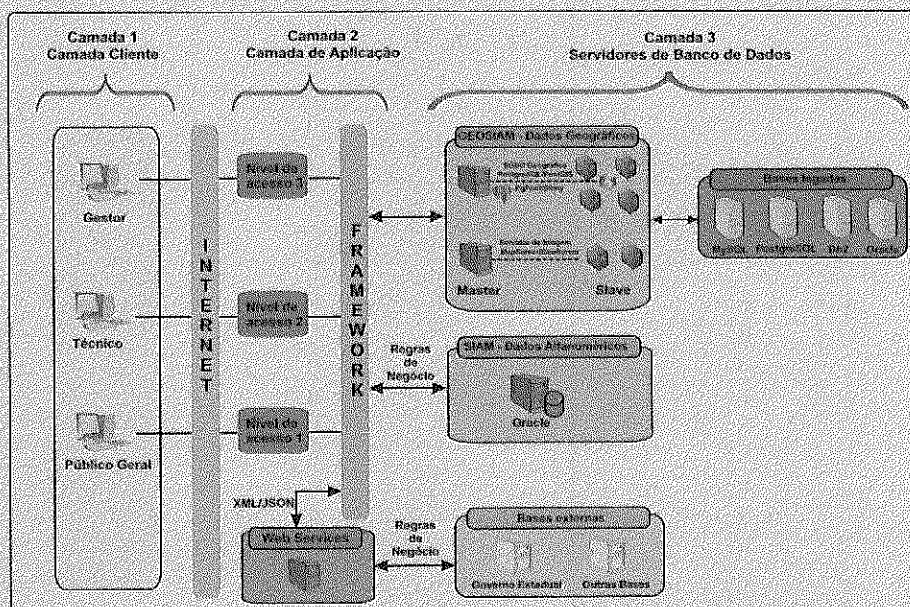 Camada 1
Camada Cliente
Camada 2
Camada de Aplicação
Camada 3
Servidores de Banco de Dados
Gestor
Técnico
Público Geral
INTERNET
Nível de
acesso 3
Nível de
acesso 2
Nível de
acesso 1
FRAMEWORK
XML/JSON
Web Services
GEOSIAM - Dados Geográficos
Master
Slave
Bases legadas
MySQL
PostgreSQL
Db2
Oracle
Regras
de
Negócio
SIAM - Dados Alfanuméricos
Oracle
Regras
de
Negócio
Bases externas
Governo Estadual
Outras Bases